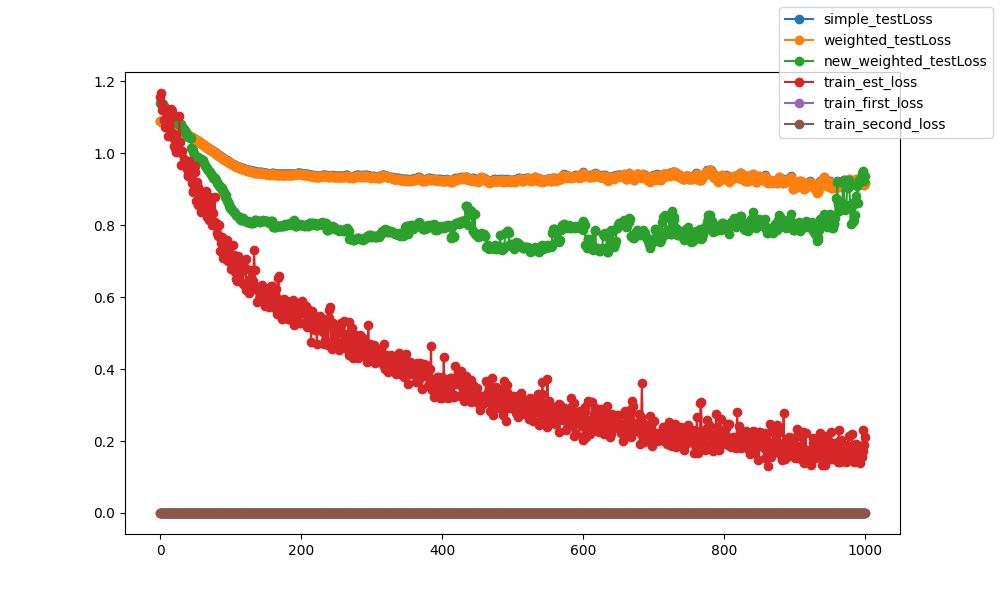 simple_testLoss
weighted_testLoss
new_weighted_testLoss
train_est_loss
train_first_loss
train_second_loss
1.2
1.0
0.8
0.6
0.4
0.2
0.0
0 200 400 600 800 1000